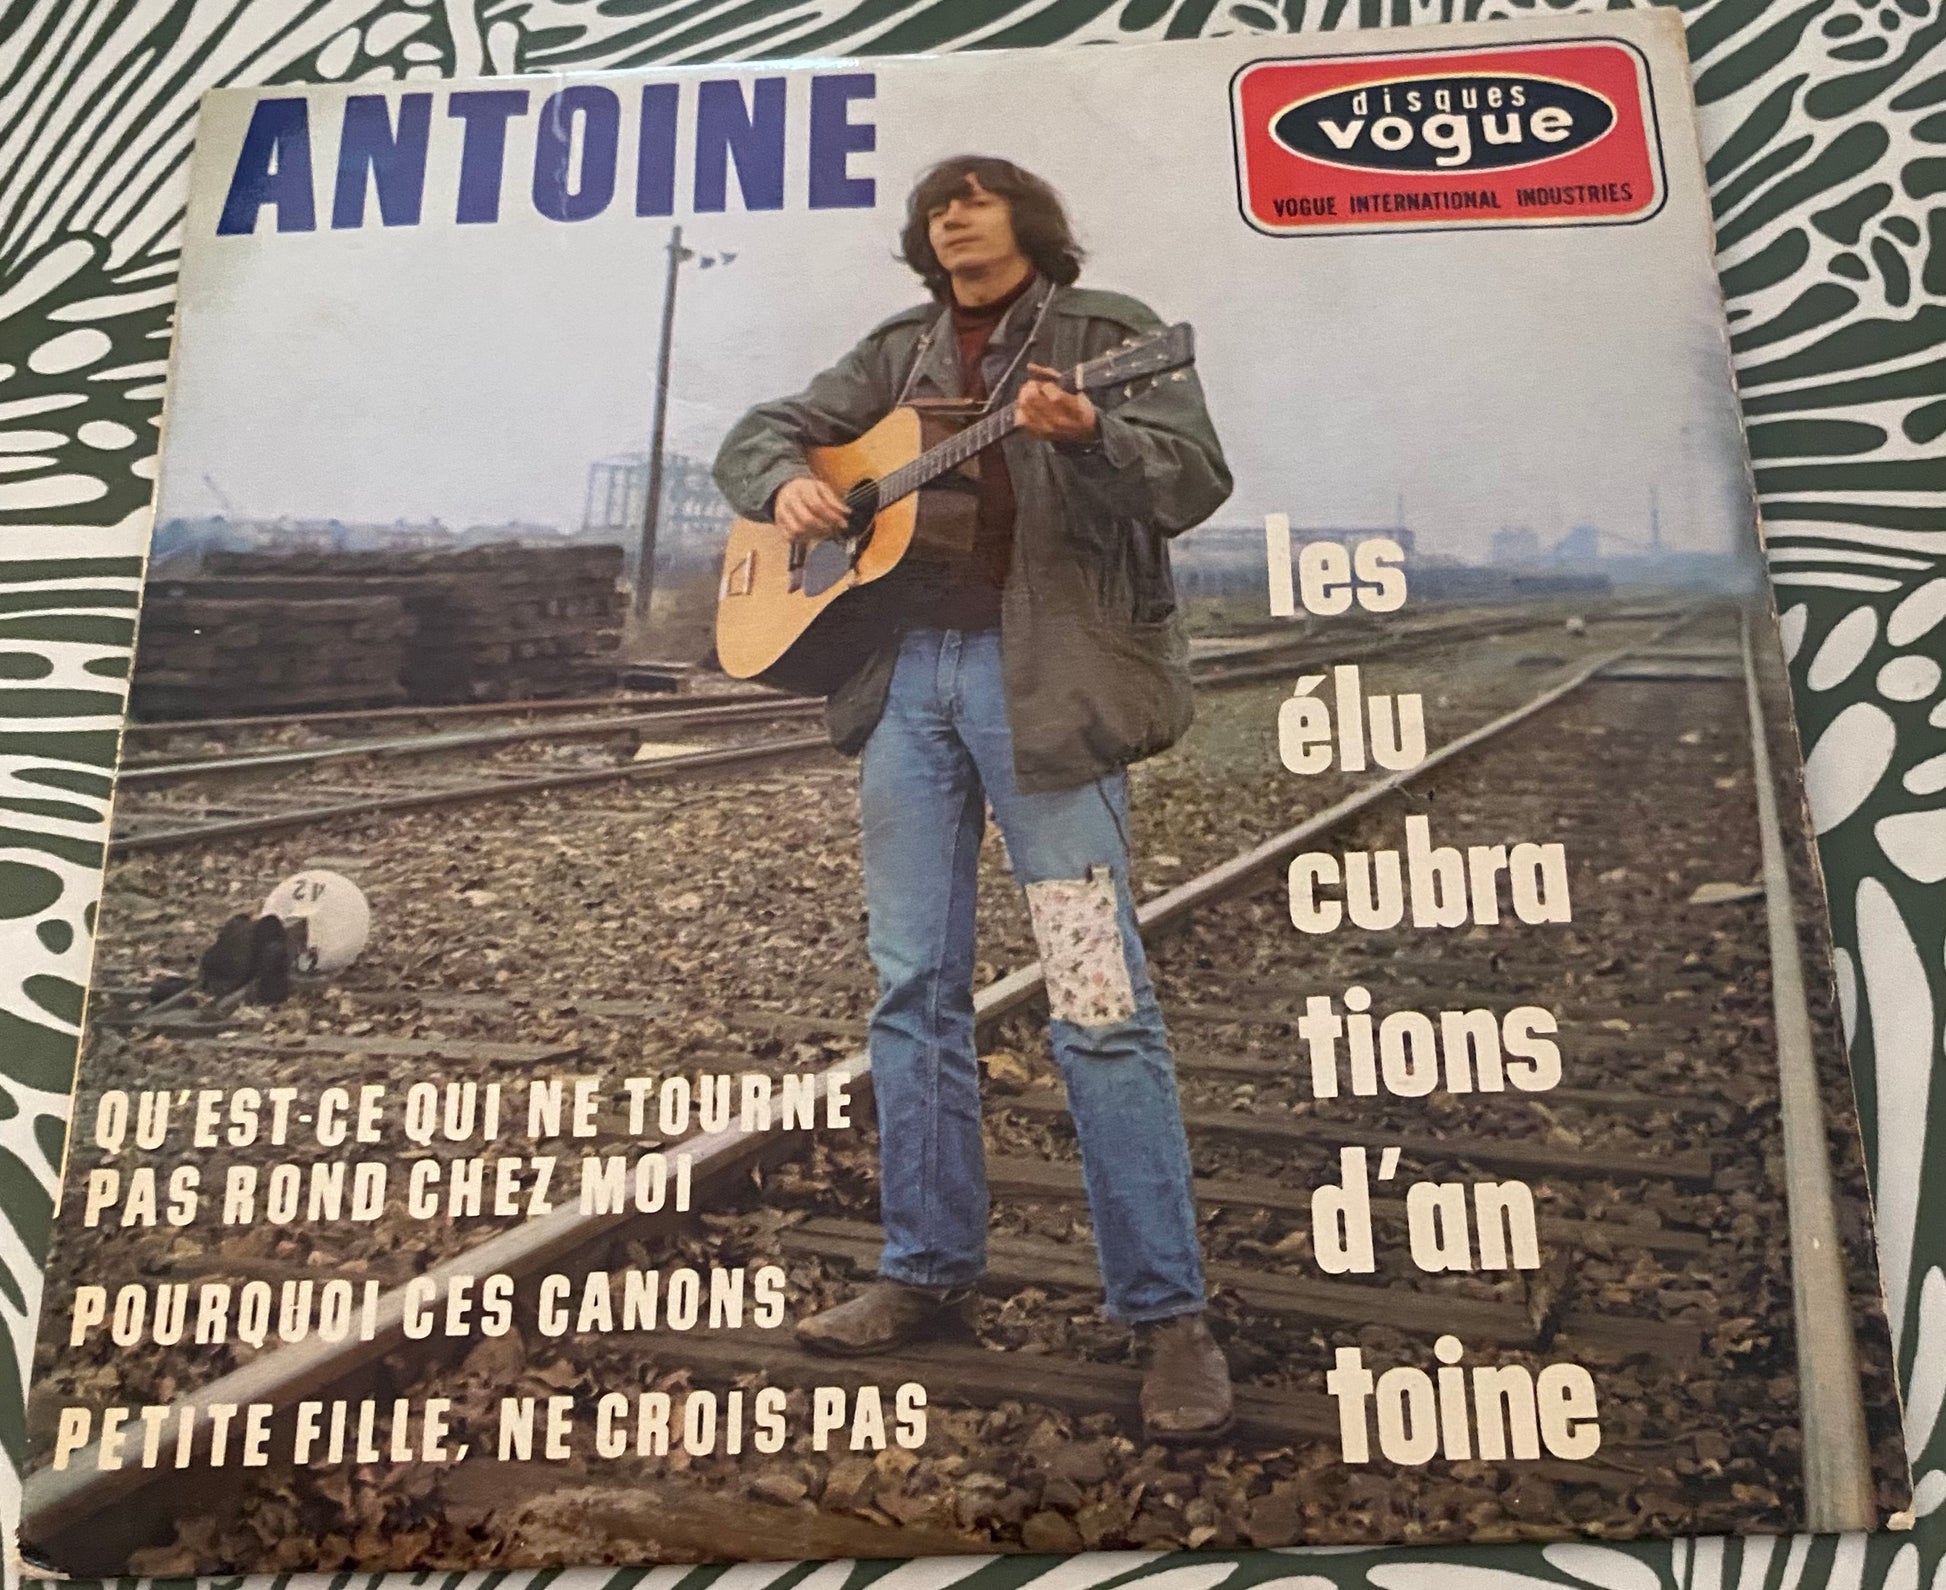 ANTOINE
disques
vogue
VOGUE INTERNATIONAL INDUSTRIES
les
élu
cubra
tions
d'an
toine
42
QU'EST-CE QUI NE TOURNE
PAS ROND CHEZ MOI
POURQUOI CES CANONS
PETITE FILLE, NE CROIS PAS